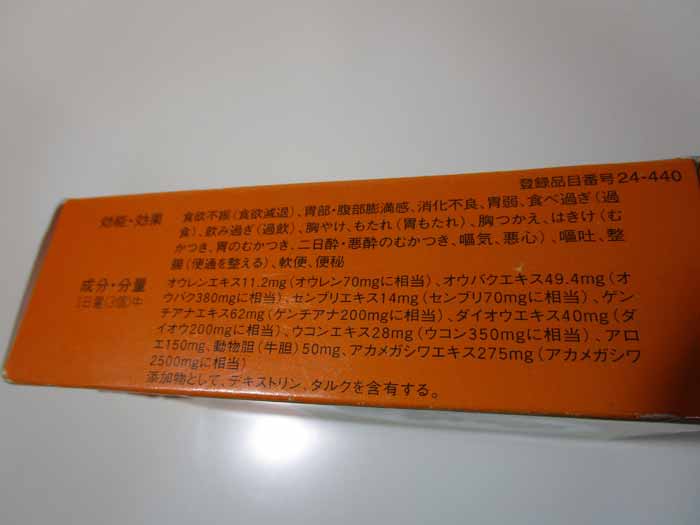 登録品目番号24-440
効能・効果 食欲不振(食欲減退)、胃部・腹部膨満感、消化不良、胃弱、食べ過ぎ(過
食)、飲み過ぎ(過飲)、胸やけ、もたれ(胃もたれ)、胸つかえ、はきけ(む
かつき、胃のむかつき、二日酔・悪酔のむかつき、嘔気、悪心)、嘔吐、整
腸(便通を整える)、軟便、便秘
成分・分量 オウレンエキス11.2mg(オウレン70mgに相当)、オウバクエキス49.4mg(オ
1日量(3個)中 ウバク380mgに相当)、センブリエキス14mg(センブリ70mgに相当)、ゲン
チアナエキス62mg(ゲンチアナ200mgに相当)、ダイオウエキス40mg(ダ
イオウ200mgに相当)、ウコンエキス28mg(ウコン350mgに相当)、アロ
エ150mg、動物胆(牛胆)50mg、アカメガシワエキス275mg(アカメガシワ
2500mgに相当)
添加物として、デキストリン、タルクを含有する。